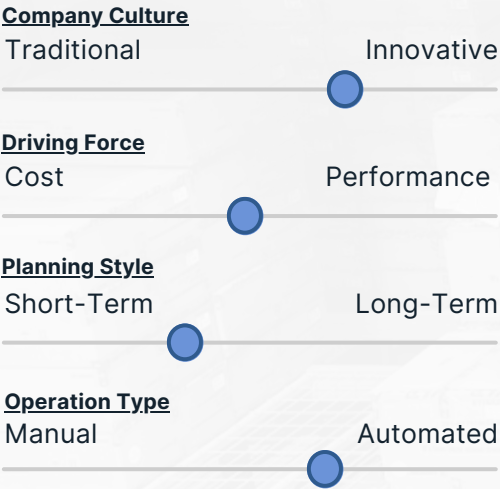 Company Culture
Traditional Innovative
Driving Force
Cost Performance
Planning Style
Short-Term Long-Term
Operation Type
Manual Automated